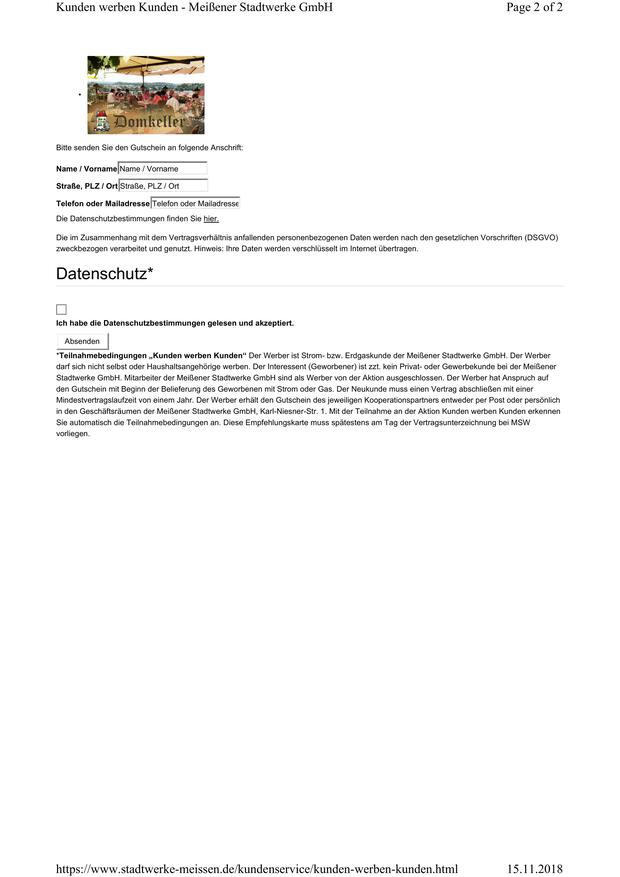 Kunden werben Kunden - Meißener Stadtwerke GmbH Page 2 of 2
Domkeller
Bitte senden Sie den Gutschein an folgende Anschrift:
Name / Vorname Name / Vorname
Straße, PLZ / Ort Straße, PLZ / Ort
Telefon oder Mailadresse Telefon oder Mailadresse
Die Datenschutzbestimmungen finden Sie hier.
Die im Zusammenhang mit dem Vertragsverhältnis anfallenden personenbezogenen Daten werden nach den gesetzlichen Vorschriften (DSGVO)
zweckbezogen verarbeitet und genutzt. Hinweis: Ihre Daten werden verschlüsselt im Internet übertragen.
Datenschutz*
Ich habe die Datenschutzbestimmungen gelesen und akzeptiert.
Absenden
*Teilnahmebedingungen „Kunden werben Kunden“ Der Werber ist Strom- bzw. Erdgaskunde der Meißener Stadtwerke GmbH. Der Werber
darf sich nicht selbst oder Haushaltsangehörige werben. Der Interessent (Geworbener) ist zzt. kein Privat- oder Gewerbekunde bei der Meißener
Stadtwerke GmbH. Mitarbeiter der Meißener Stadtwerke GmbH sind als Werber von der Aktion ausgeschlossen. Der Werber hat Anspruch auf
den Gutschein mit Beginn der Belieferung des Geworbenen mit Strom oder Gas. Der Neukunde muss einen Vertrag abschließen mit einer
Mindestvertragslaufzeit von einem Jahr. Der Werber erhält den Gutschein des jeweiligen Kooperationspartners entweder per Post oder persönlich
in den Geschäftsräumen der Meißener Stadtwerke GmbH, Karl-Niesner-Str. 1. Mit der Teilnahme an der Aktion Kunden werben Kunden erkennen
Sie automatisch die Teilnahmebedingungen an. Diese Empfehlungskarte muss spätestens am Tag der Vertragsunterzeichnung bei MSW
vorliegen.
https://www.stadtwerke-meissen.de/kundenservice/kunden-werben-kunden.html 15.11.2018